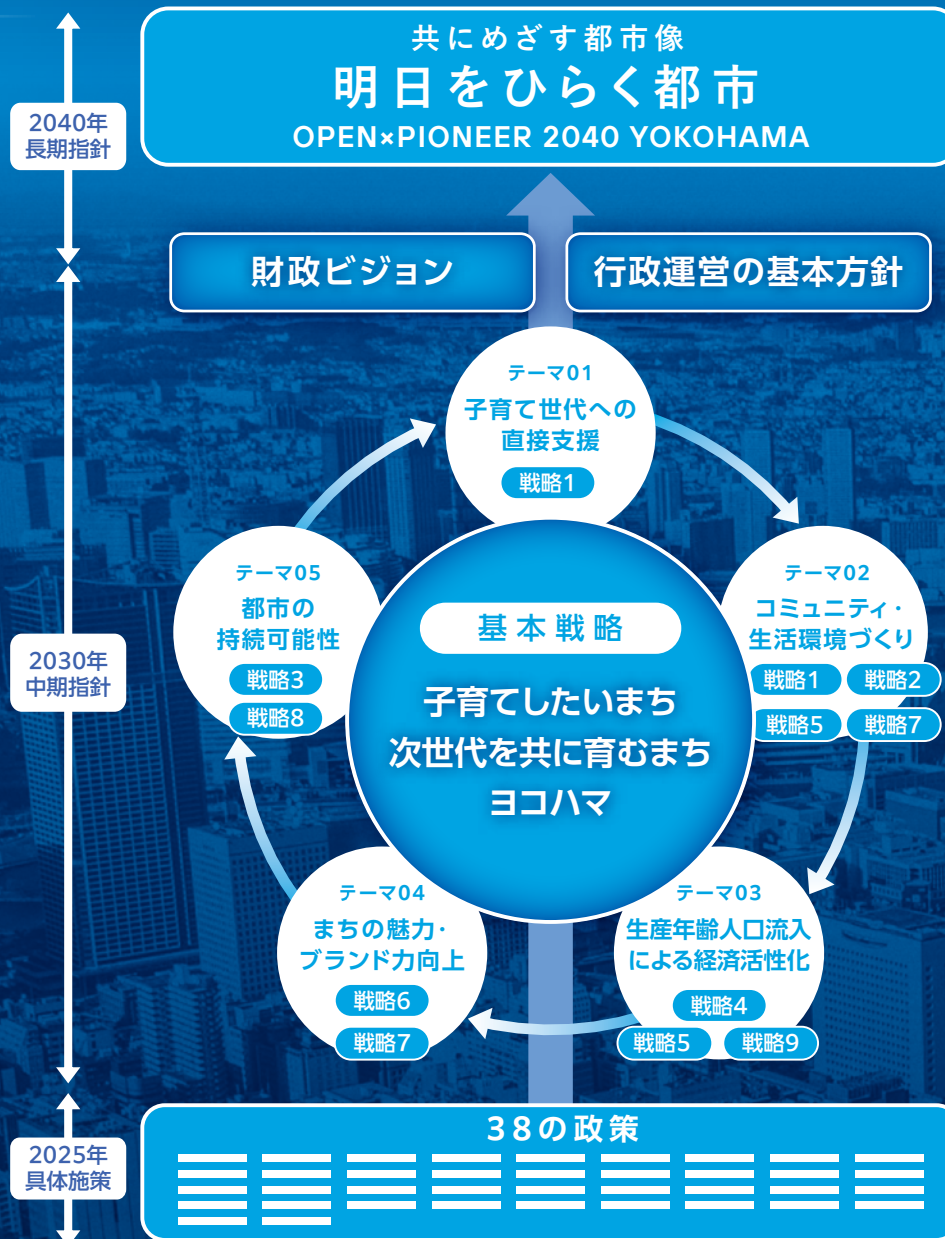 共にめざす都市像
明日をひらく都市
OPEN×PIONEER 2040 YOKOHAMA
2040年
長期指針
財政ビジョン
行政運営の基本方針
テーマ01
子育て世代への
直接支援
戦略1
テーマ05
都市の
持続可能性
戦略3
戦略8
テーマ02
コミュニティ・
生活環境づくり
戦略1 戦略2
戦略5 戦略7
2030年
中期指針
基本戦略
子育てしたいまち
次世代を共に育むまち
ヨコハマ
テーマ04
まちの魅力・
ブランド力向上
戦略6
戦略7
テーマ03
生産年齢人口流入
による経済活性化
戦略4
戦略5 戦略9
2025年
具体施策
38の政策